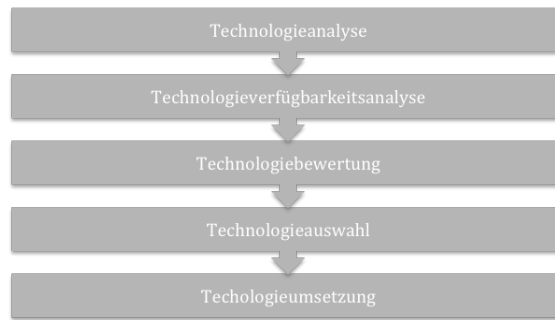 Technologieanalyse
Technologieverfügbarkeitsanalyse
Technologiebewertung
Technologieauswahl
Techologieumsetzung